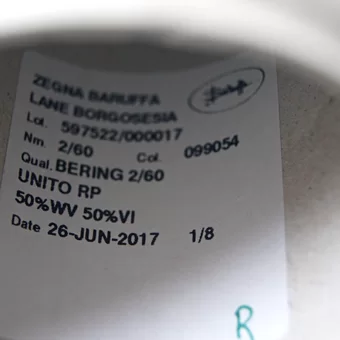 ZEGNA BARUFFA
LANE BORGOSESIA
Lot. 597522/000017
Nm. 2/60 Col. 099054
Qual. BERING 2/60
UNITO RP
50%WV 50%VI
Date 26-JUN-2017 1/8
R